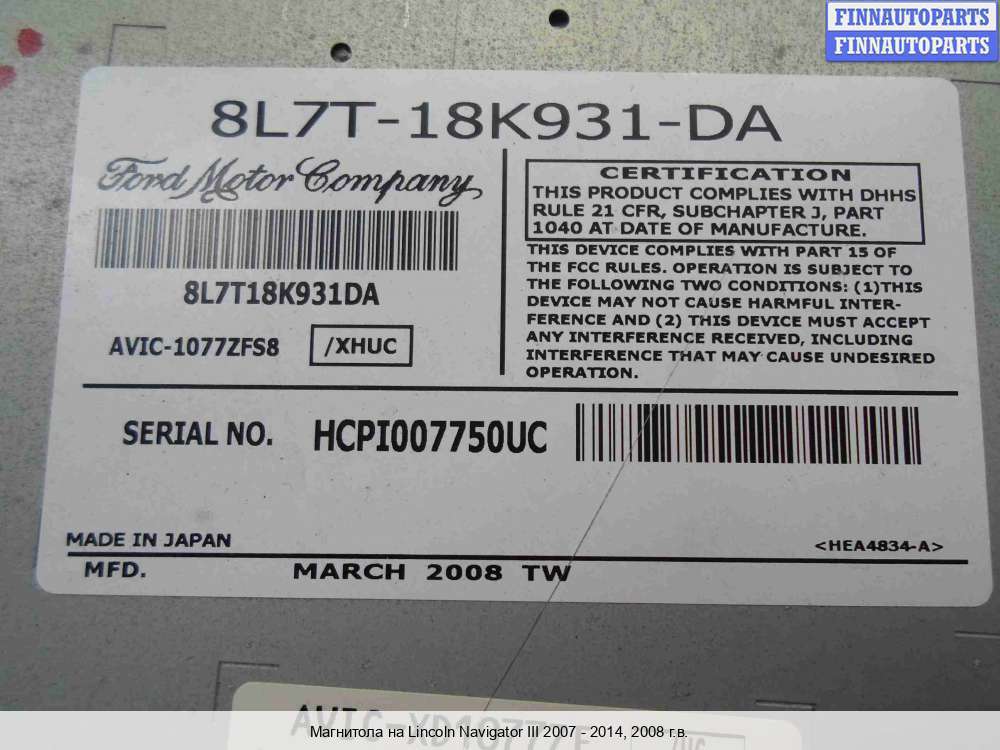 FINNAUTOPARTS
FINNAUTOPARTS
8L7T-18K931-DA
Ford Motor Company
8L7T18K931DA
AVIC-1077ZFS8 /XHUC
CERTIFICATION
THIS PRODUCT COMPLIES WITH DHHS
RULE 21 CFR, SUBCHAPTER J, PART
1040 AT DATE OF MANUFACTURE.
THIS DEVICE COMPLIES WITH PART 15 OF
THE FCC RULES. OPERATION IS SUBJECT TO
THE FOLLOWING TWO CONDITIONS: (1)THIS
DEVICE MAY NOT CAUSE HARMFUL INTER-
FERENCE AND (2) THIS DEVICE MUST ACCEPT
ANY INTERFERENCE RECEIVED, INCLUDING
INTERFERENCE THAT MAY CAUSE UNDESIRED
OPERATION.
SERIAL NO. HCPI007750UC
MADE IN JAPAN <HEA4834-A>
MFD. MARCH 2008 TW
/UC
Магнитола на Lincoln Navigator III 2007 - 2014, 2008 г.в.